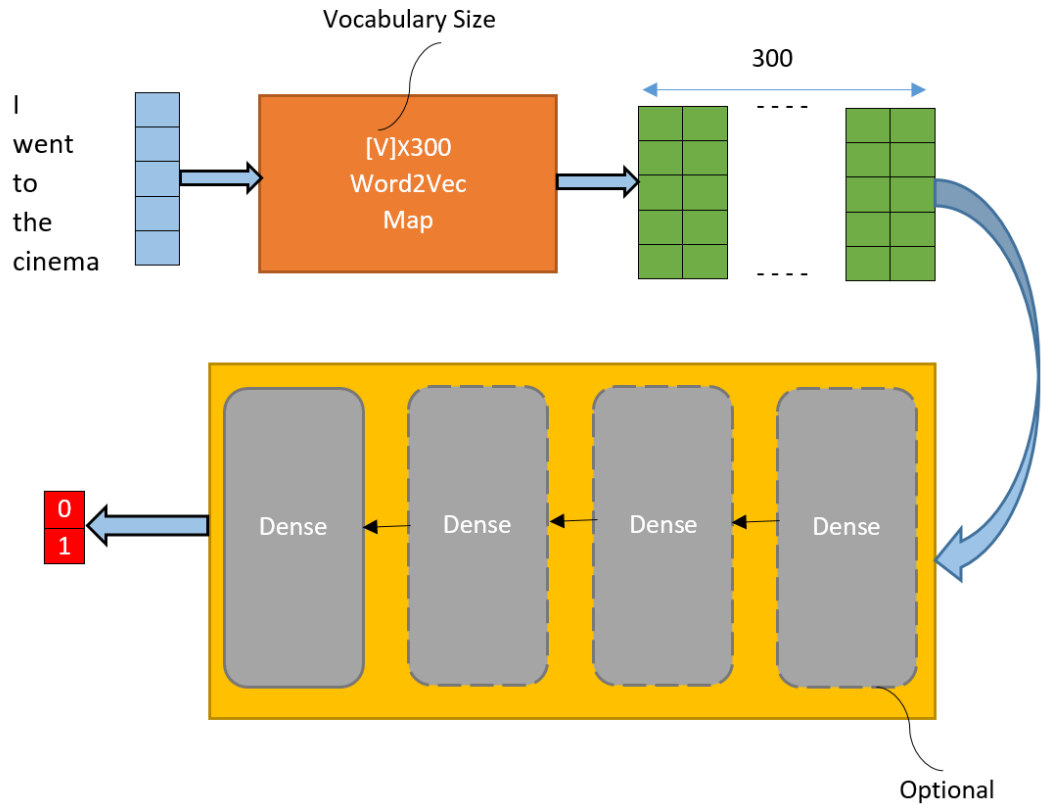 Vocabulary Size
300
I
went
to
the
cinema
[V]X300
Word2Vec
Map
- - - -
- - - -
0
1
Dense
Dense
Dense
Dense
Optional